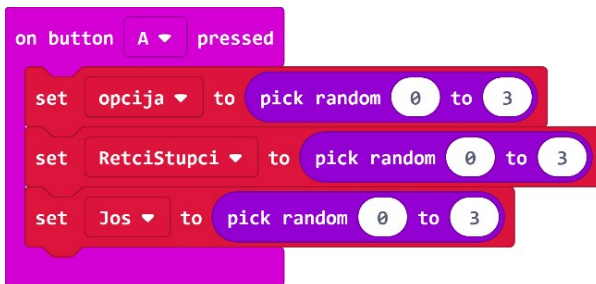 on button A pressed
set opcija to pick random 0 to 3
set RetciStupci to pick random 0 to 3
set Jos to pick random 0 to 3